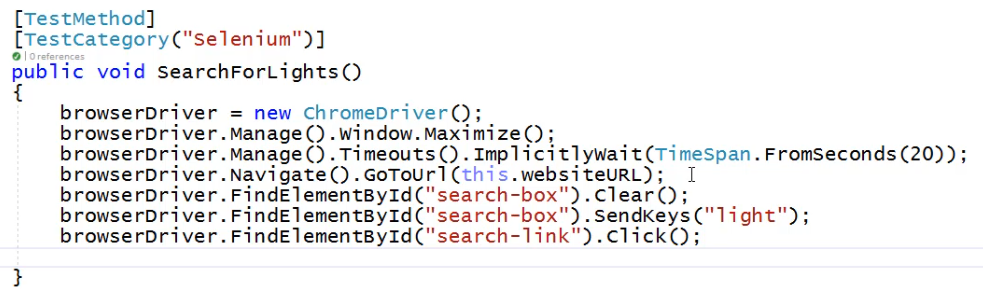 [TestMethod]
[TestCategory("Selenium")]
| 0 references
public void SearchForLights()
{
browserDriver = new ChromeDriver();
browserDriver.Manage().Window.Maximize();
browserDriver.Manage().Timeouts().ImplicitlyWait(TimeSpan.FromSeconds(20));
browserDriver.Navigate().GoToUrl(this.websiteURL);
browserDriver.FindElementById("search-box").Clear();
browserDriver.FindElementById("search-box").SendKeys("light");
browserDriver.FindElementById("search-link").Click();
}